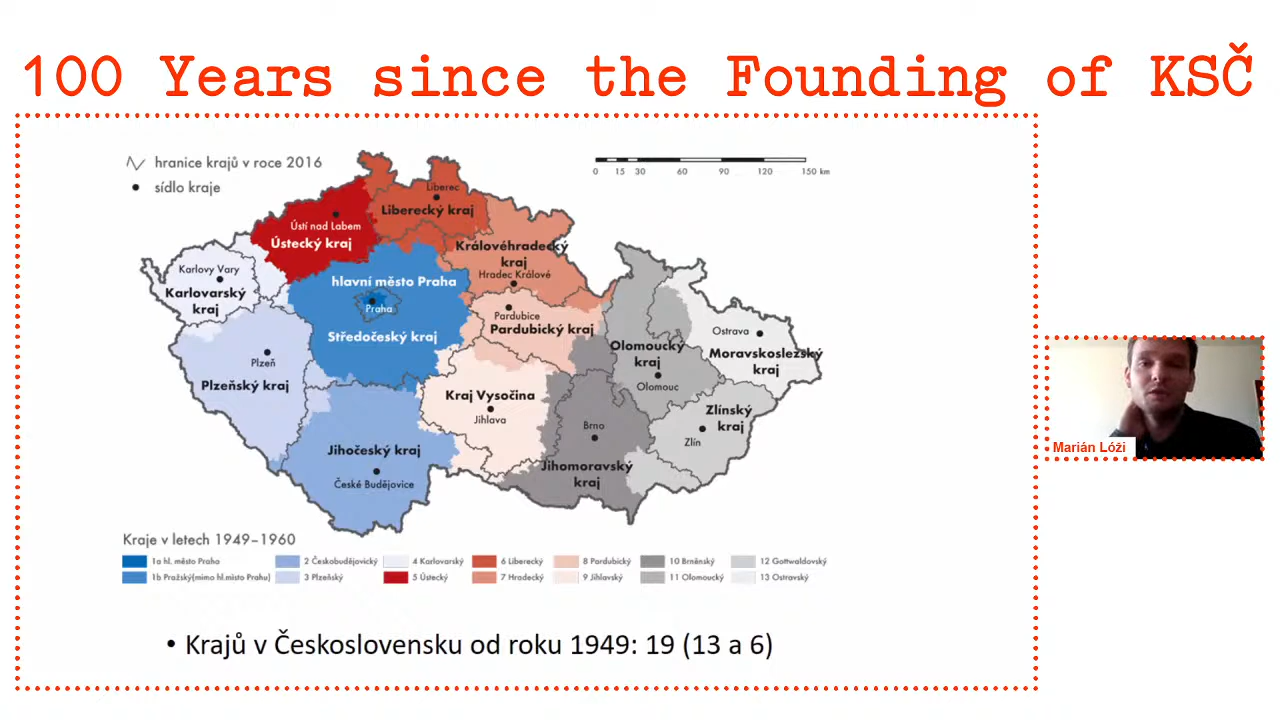 100 Years since the Founding of KSČ
hranice krajů v roce 2016
sídlo kraje
0 15 30 60 90 120 150 km
Liberec
Liberecký kraj
Ústí nad Labem
Ústecký kraj
Královéhradecký
kraj
Hradec Králové
Karlovy Vary
Karlovarský
kraj
hlavní město Praha
Praha
Středočeský kraj
Pardubice
Pardubický kraj
Plzeň
Plzeňský kraj
Olomoucký
kraj
Olomouc
Ostrava
Moravskoslezský
kraj
Kraj Vysočina
Jihlava
Zlínský
kraj
Zlín
Brno
Jihomoravský
kraj
Jihočeský kraj
České Budějovice
Marián Lóži
Kraje v letech 1949–1960
1a hl. město Praha
2 Českobudějovický
4 Karlovarský
6 Liberecký
8 Pardubický
10 Brněnský
12 Gottwaldovský
1b Pražský(mimo hl.místo Prahu)
3 Plzeňský
5 Ústecký
7 Hradecký
9 Jihlavský
11 Olomoucký
13 Ostravský
• Krajů v Československu od roku 1949: 19 (13 a 6)